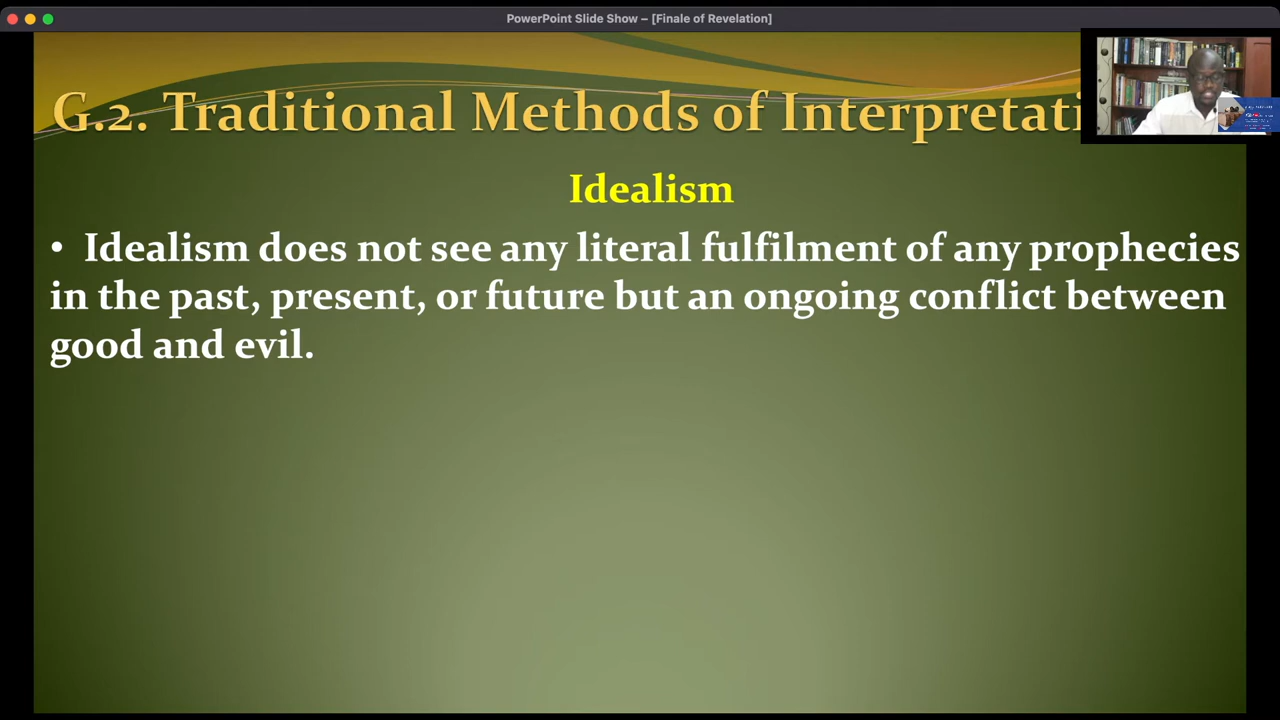 PowerPoint Slide Show – [Finale of Revelation]
G.2. Traditional Methods of Interpretati
Idealism
• Idealism does not see any literal fulfilment of any prophecies
in the past, present, or future but an ongoing conflict between
good and evil.